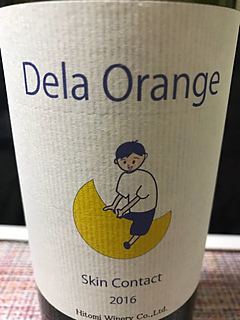 Dela Orange
Skin Contact
2016
Hitomi Winery Co.,Ltd.